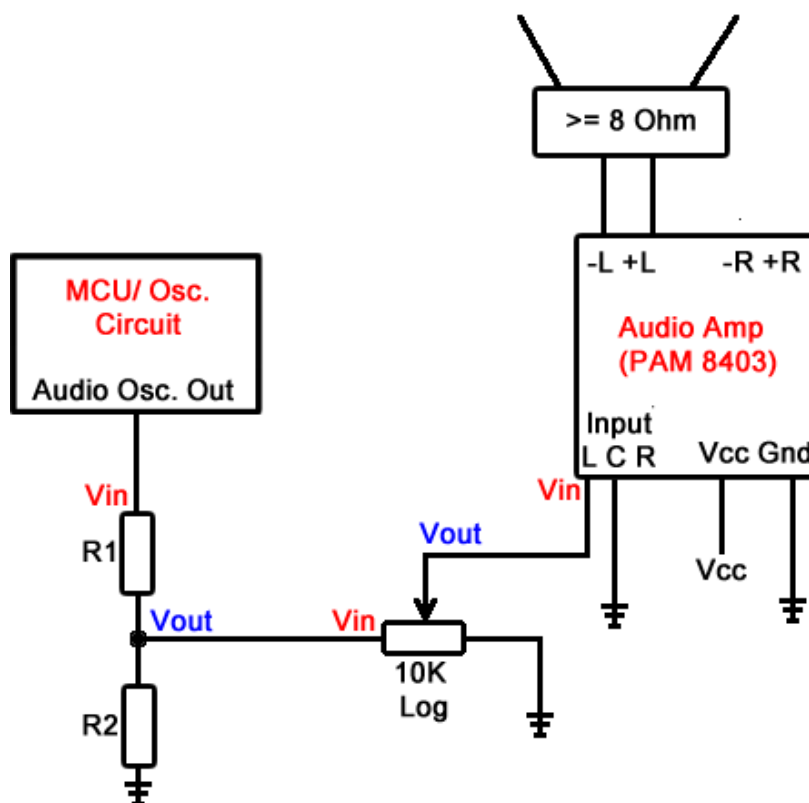 >= 8 Ohm
-L +L -R +R
MCU/ Osc.
Circuit
Audio Osc. Out
Audio Amp
(PAM 8403)
Input
L C R Vcc Gnd
Vin
Vin
R1
Vout
Vcc
Vout
Vin
10K
Log
R2